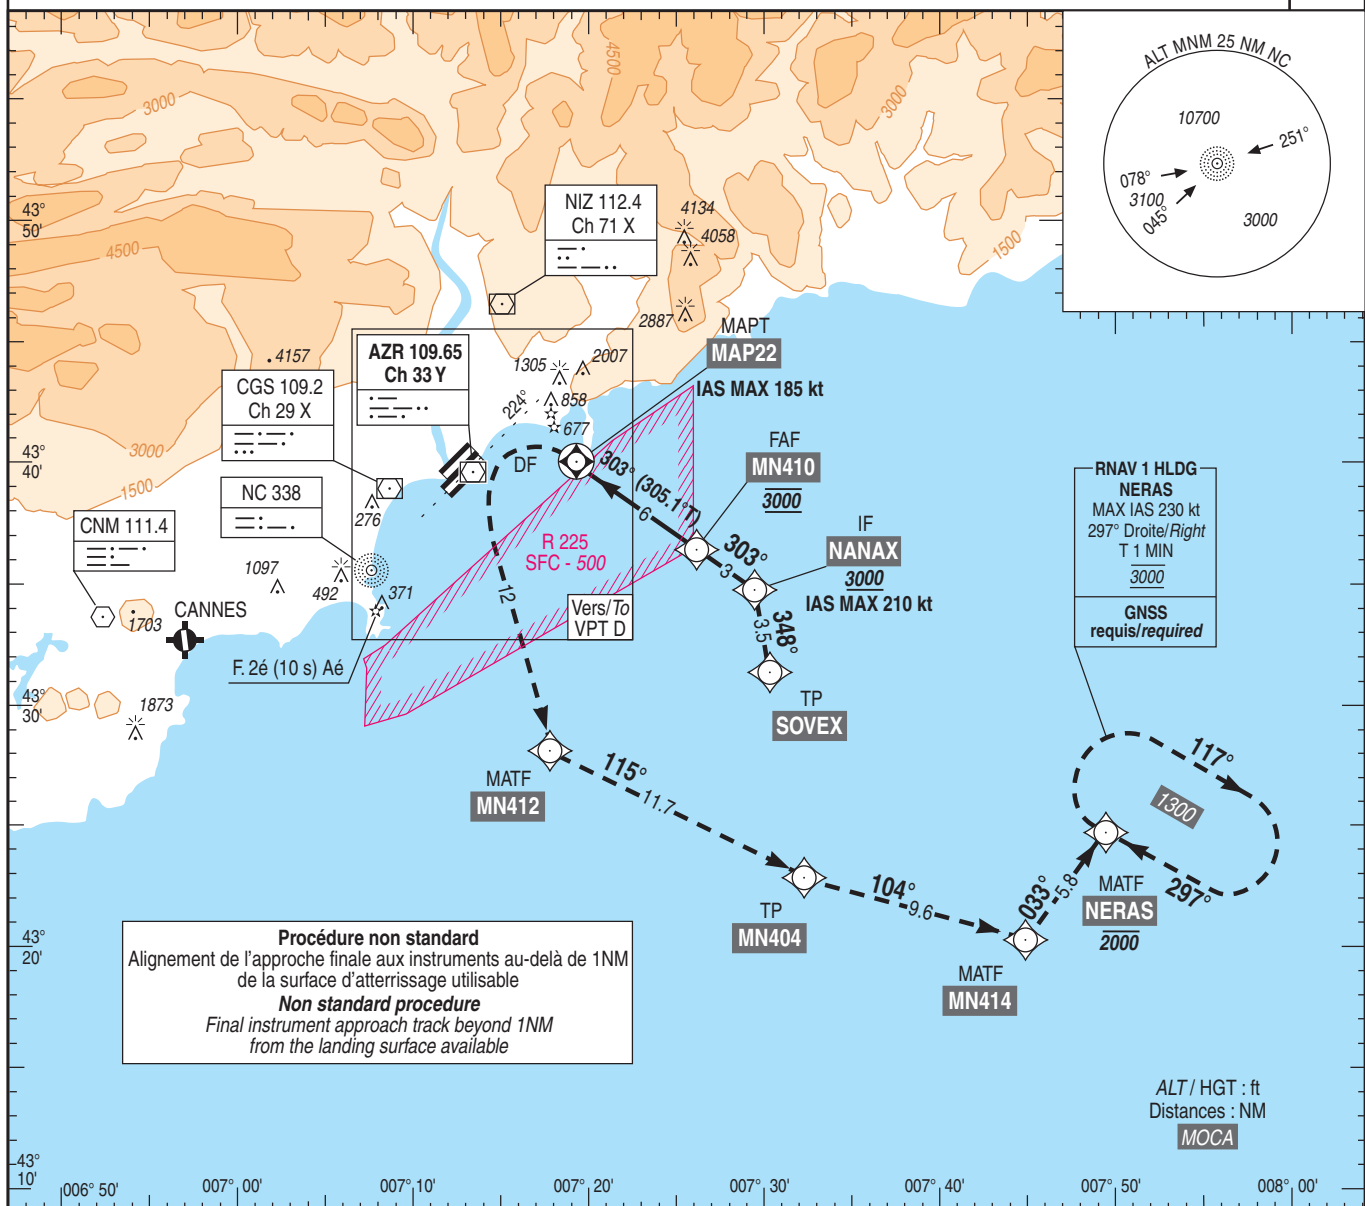 ALT MNM 25 NM NC
10700
251°
078°
3100
045°
3000
3000
4500
3000
1500
4500
3000
1500
43°
50'
43°
40'
43°
30'
43°
20'
43°
10'
NIZ 112.4
Ch 71 X
4134
4058
2887
4157
AZR 109.65
Ch 33 Y
1305
2007
858
677
224°
CGS 109.2
Ch 29 X
NC 338
CNM 111.4
276
1097
492
371
1703
CANNES
F. 2é (10 s) Aé
1873
MAPT
MAP22
IAS MAX 185 kt
DF
303° (305.1°T)
6
FAF
MN410
3000
303°
3
IF
NANAX
3000
IAS MAX 210 kt
348°
3.5
TP
SOVEX
R 225
SFC - 500
Vers/To
VPT D
12
RNAV 1 HLDG
NERAS
MAX IAS 230 kt
297° Droite/Right
T 1 MIN
3000
GNSS
requis/required
117°
1300
297°
MATF
NERAS
2000
MATF
MN412
115°
11.7
TP
MN404
104°
9.6
033°
5.8
MATF
MN414
Procédure non standard
Alignement de l'approche finale aux instruments au-delà de 1NM
de la surface d'atterrissage utilisable
Non standard procedure
Final instrument approach track beyond 1NM
from the landing surface available
ALT / HGT : ft
Distances : NM
MOCA
006° 50'
007° 00'
007° 10'
007° 20'
007° 30'
007° 40'
007° 50'
008° 00'